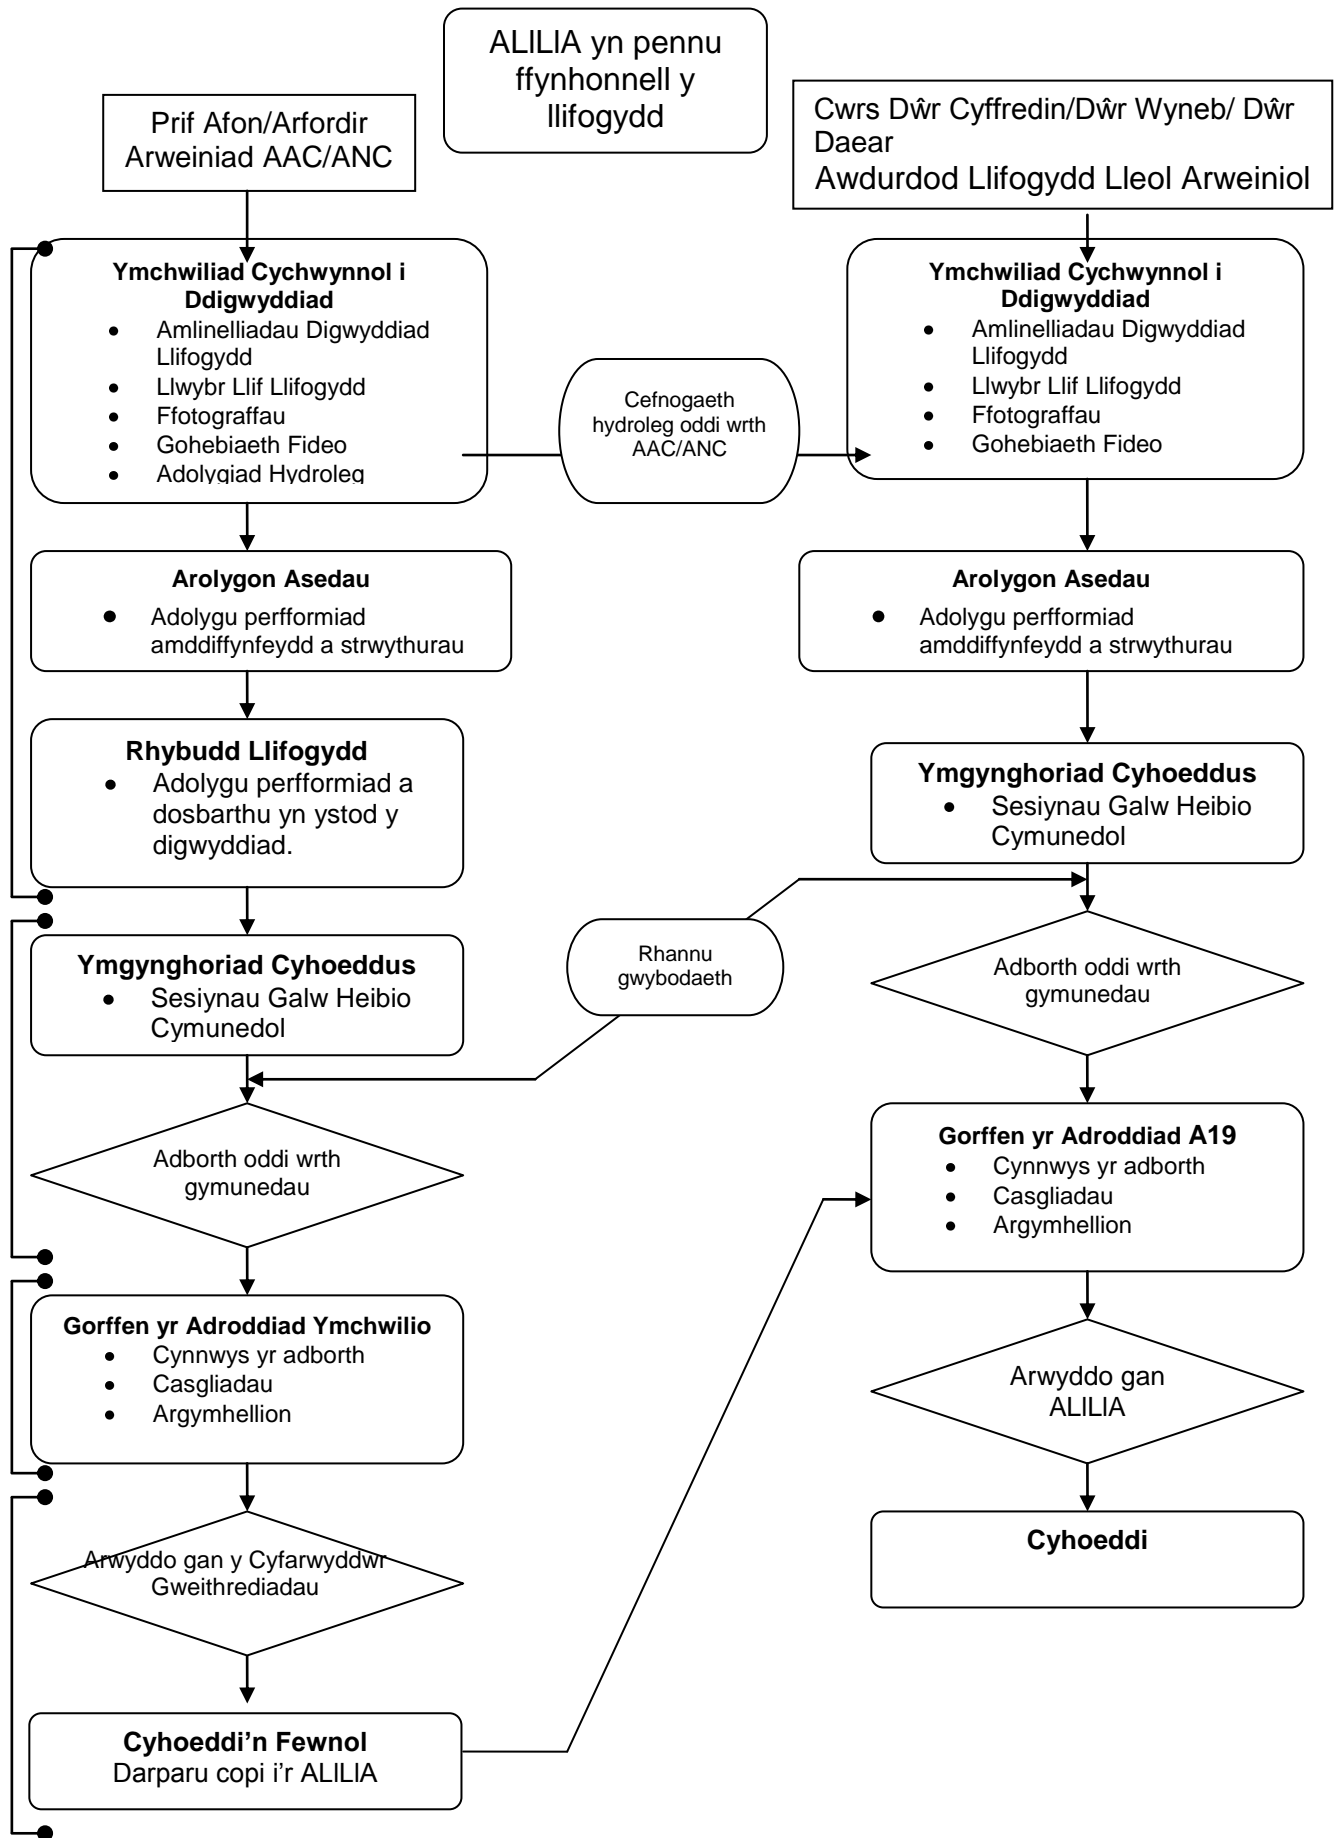 ALlLlA yn pennu
ffynhonnell y
llifogydd
Prif Afon/Arfordir
Arweiniad AAC/ANC
Cwrs Dŵr Cyffredin/Dŵr Wyneb/ Dŵr
Daear
Awdurdod Llifogydd Lleol Arweiniol
Ymchwiliad Cychwynnol i
Ddigwyddiad
• Amlinelliadau Digwyddiad
Llifogydd
• Llwybr Llif Llifogydd
• Ffotograffau
• Gohebiaeth Fideo
• Adolygiad Hydroleg
Cefnogaeth
hydroleg oddi wrth
AAC/ANC
Ymchwiliad Cychwynnol i
Ddigwyddiad
• Amlinelliadau Digwyddiad
Llifogydd
• Llwybr Llif Llifogydd
• Ffotograffau
• Gohebiaeth Fideo
Arolygon Asedau
• Adolygu perfformiad
amddiffynfeydd a strwythurau
Arolygon Asedau
• Adolygu perfformiad
amddiffynfeydd a strwythurau
Rhybudd Llifogydd
• Adolygu perfformiad a
dosbarthu yn ystod y
digwyddiad.
Ymgynghoriad Cyhoeddus
• Sesiynau Galw Heibio
Cymunedol
Ymgynghoriad Cyhoeddus
• Sesiynau Galw Heibio
Cymunedol
Rhannu
gwybodaeth
Adborth oddi wrth
gymunedau
Adborth oddi wrth
gymunedau
Gorffen yr Adroddiad A19
• Cynnwys yr adborth
• Casgliadau
• Argymhellion
Gorffen yr Adroddiad Ymchwilio
• Cynnwys yr adborth
• Casgliadau
• Argymhellion
Arwyddo gan
ALlLlA
Arwyddo gan y Cyfarwyddwr
Gweithrediadau
Cyhoeddi
Cyhoeddi’n Fewnol
Darparu copi i’r ALlLlA